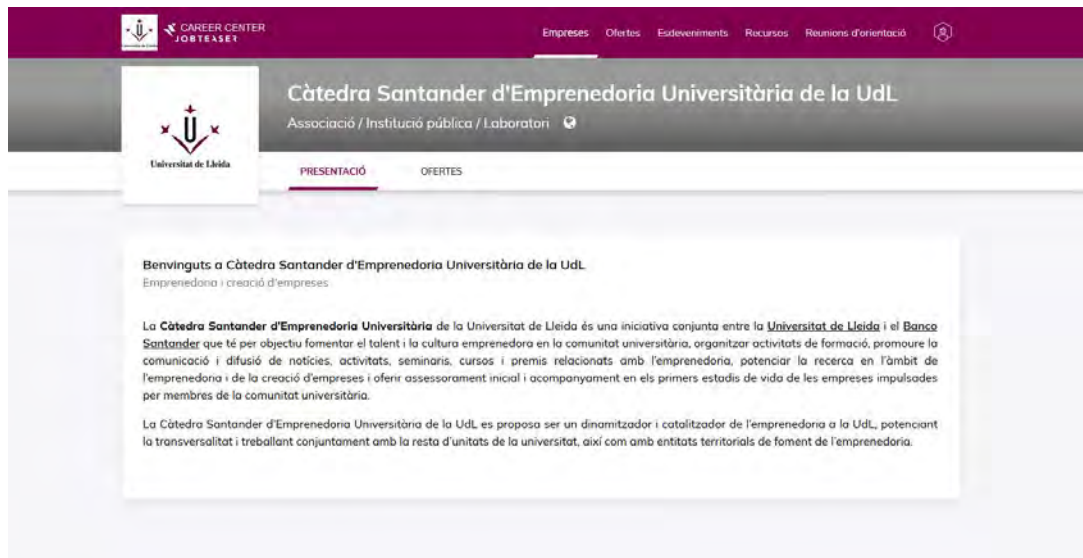 CAREER CENTER
JOBTEASER
Empreses Ofertes Esdeveniments Recursos Reunions d'orientació
Càtedra Santander d'Emprenedoria Universitària de la UdL
Associació / Institució pública / Laboratori
Universitat de Lleida
PRESENTACIÓ OFERTES
Benvinguts a Càtedra Santander d'Emprenedoria Universitària de la UdL
Emprenedoria i creació d'empreses
La Càtedra Santander d'Emprenedoria Universitària de la Universitat de Lleida és una iniciativa conjunta entre la Universitat de Lleida i el Banco
Santander que té per objectiu fomentar el talent i la cultura emprenedora en la comunitat universitària, organitzar activitats de formació, promoure la
comunicació i difusió de notícies, activitats, seminaris, cursos i premis relacionats amb l'emprenedoria, potenciar la recerca en l'àmbit de
l'emprenedoria i de la creació d'empreses i oferir assessorament inicial i acompanyament en els primers estadis de vida de les empreses impulsades
per membres de la comunitat universitària.
La Càtedra Santander d'Emprenedoria Universitària de la UdL es proposa ser un dinamitzador i catalitzador de l'emprenedoria a la UdL, potenciant
la transversalitat i treballant conjuntament amb la resta d'unitats de la universitat, així com amb entitats territorials de foment de l'emprenedoria.